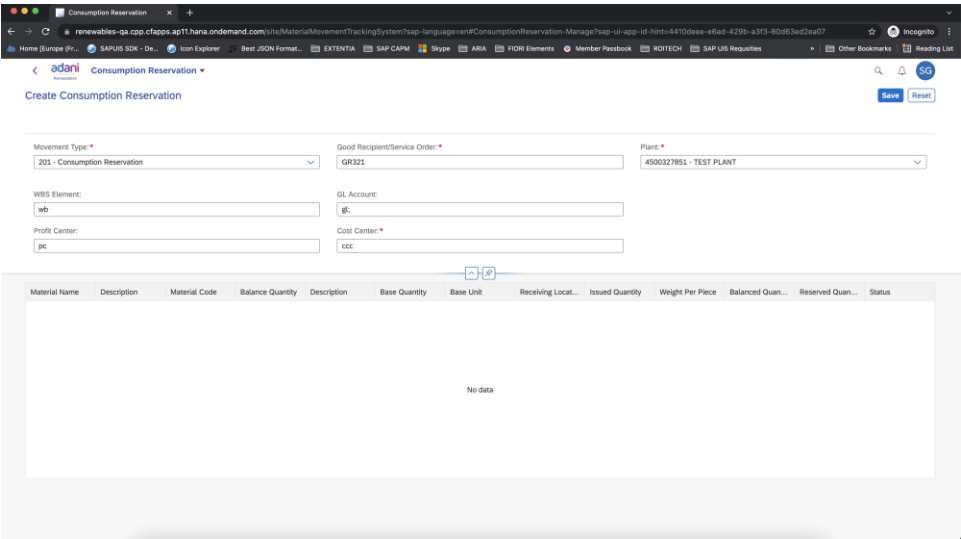 Consumption Reservation
renewables-qa.cpp.cfapps.ap11.hana.ondemand.com/site/MaterialMovementTrackingSystem?sap-language=en#ConsumptionReservation-Manage?sap-ui-app-id-hint=4410deee-e6ad-429b-a3f3-80d63ed2ea07 Incognito
Home (Europe (Fr... SAPUI5 SDK - De... Icon Explorer Best JSON Format... EXTENTIA SAP CAPM Skype ARIA FIORI Elements Member Passbook ROITECH SAP UI5 Requsities » Other Bookmarks Reading List
adani Consumption Reservation SG
Renewables
Create Consumption Reservation Save Reset
Movement Type:* Good Recipient/Service Order:* Plant:*
201 - Consumption Reservation GR321 4500327851 - TEST PLANT
WBS Element: GL Account:
wb gl;
Profit Center: Cost Center:*
pc ccc
Material Name Description Material Code Balance Quantity Description Base Quantity Base Unit Receiving Locat... Issued Quantity Weight Per Piece Balanced Quan... Reserved Quan... Status
No data